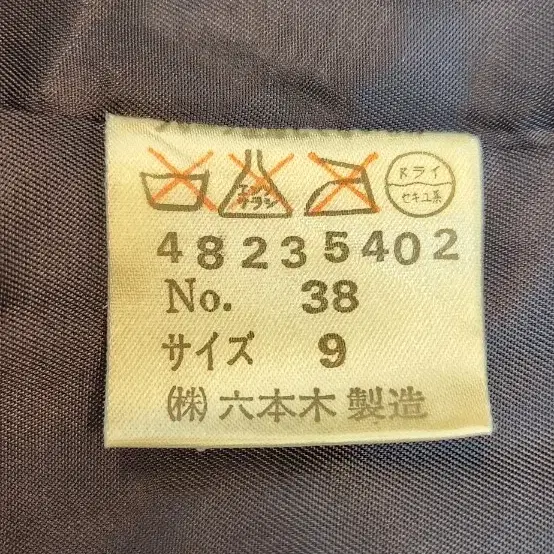 エンソ サラシ ドライ セキユ系
48235402
No. 38
サイズ 9
㈱六本木製造